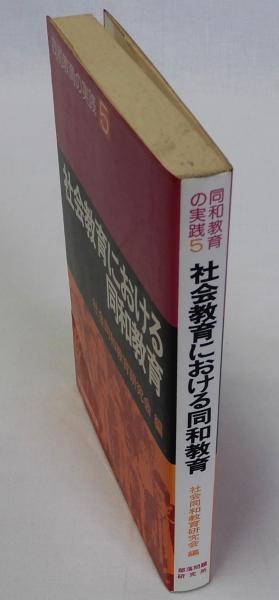 同和教育の実践 5
社会教育における
同和教育
社会同和教育研究会 編
同和教育
の実践5
社会教育における同和教育
社会同和教育研究会 編
部落問題
研究所